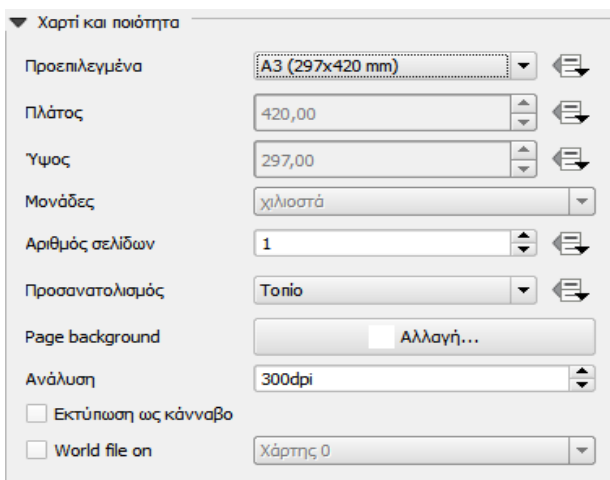 Χαρτί και ποιότητα
Προεπιλεγμένα A3 (297x420 mm)
Πλάτος 420,00
Ύψος 297,00
Μονάδες χιλιοστά
Αριθμός σελίδων 1
Προσανατολισμός Τοπίο
Page background Αλλαγή...
Ανάλυση 300dpi
Εκτύπωση ως κάνναβο
World file on Χάρτης 0